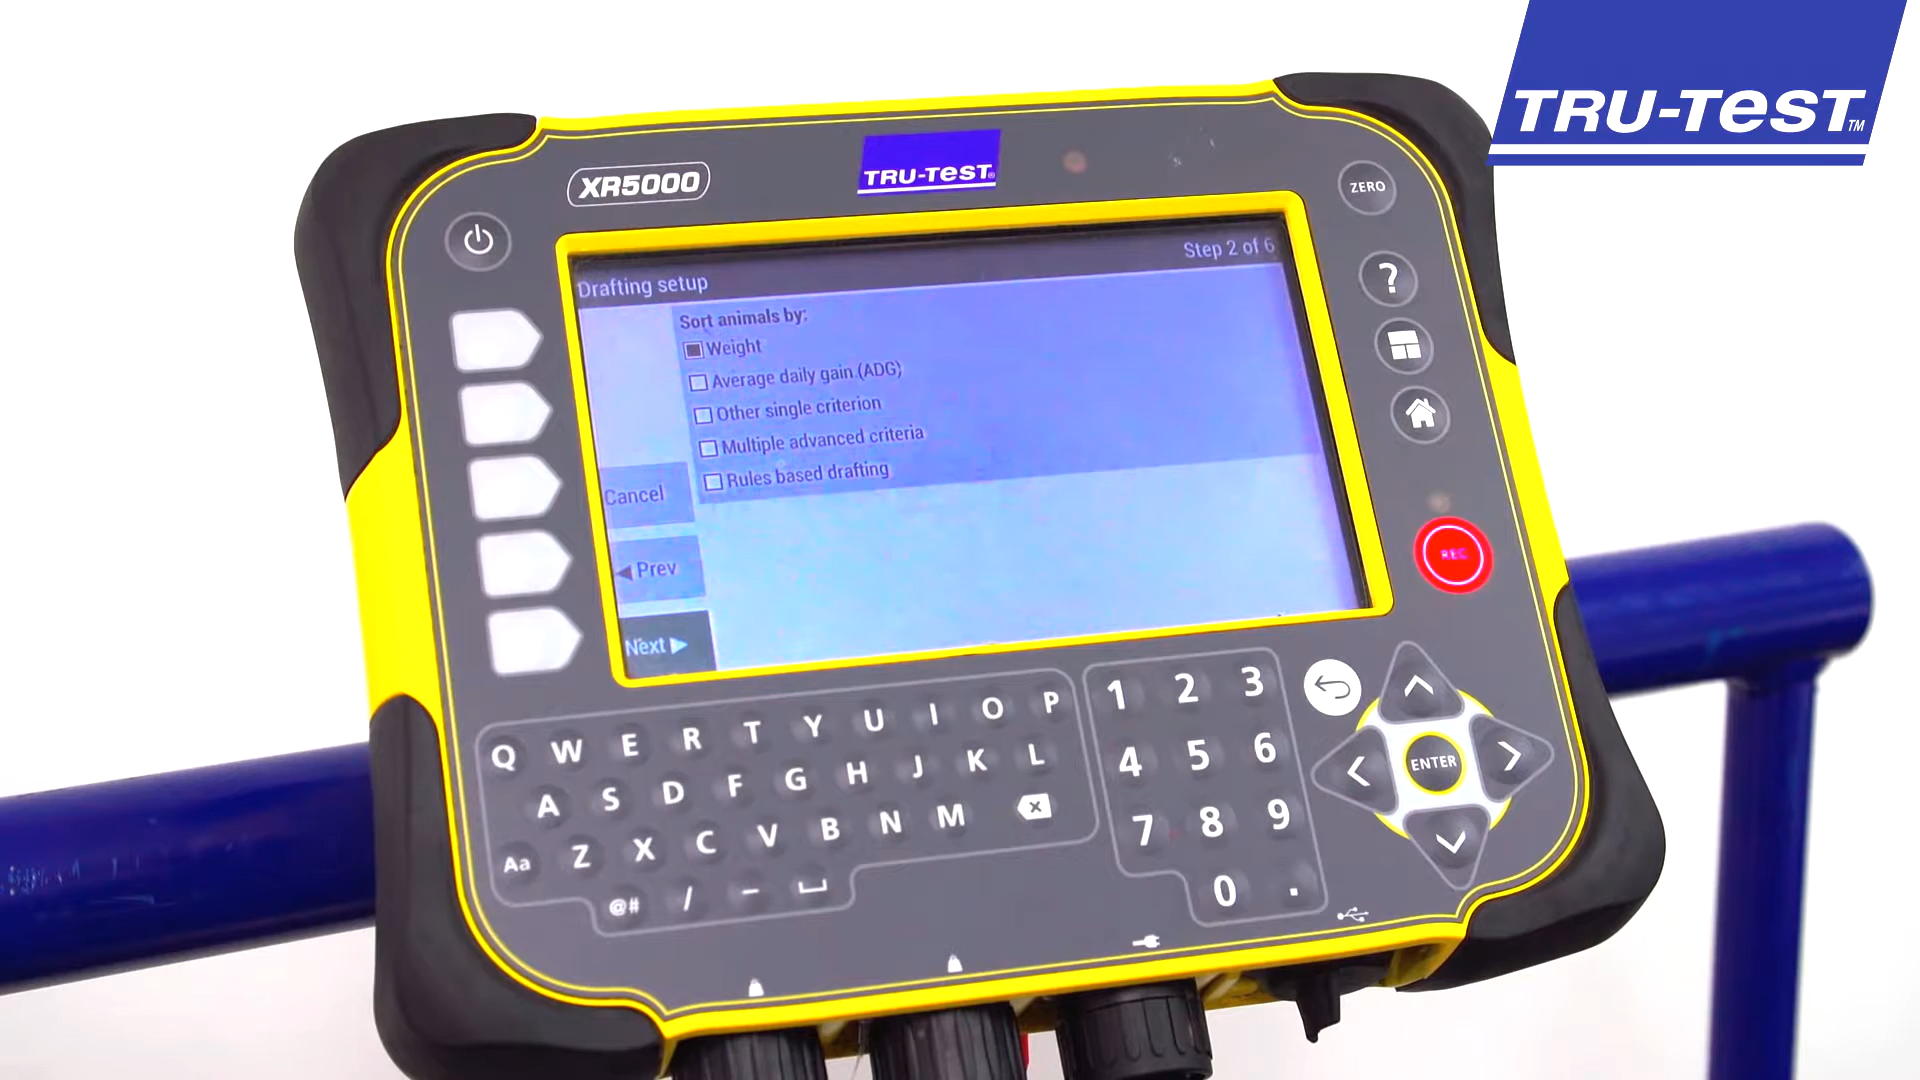 TRU-TEST™
XR5000
TRU-TEST®
ZERO
?
Drafting setup
Step 2 of 6
Sort animals by:
Weight
Average daily gain (ADG)
Other single criterion
Multiple advanced criteria
Rules based drafting
Cancel
◀ Prev
Next ▶
REC
Q W E R T Y U I O P
A S D F G H J K L
Aa Z X C V B N M
@# / –
1 2 3
4 5 6
7 8 9
0 .
ENTER